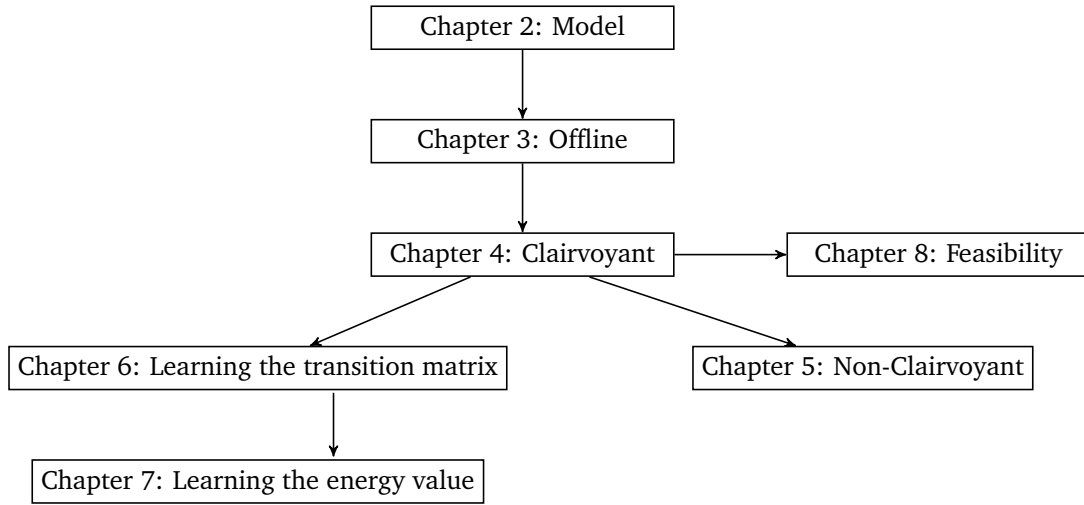 Chapter 2: Model
Chapter 3: Offline
Chapter 4: Clairvoyant
Chapter 8: Feasibility
Chapter 6: Learning the transition matrix
Chapter 5: Non-Clairvoyant
Chapter 7: Learning the energy value